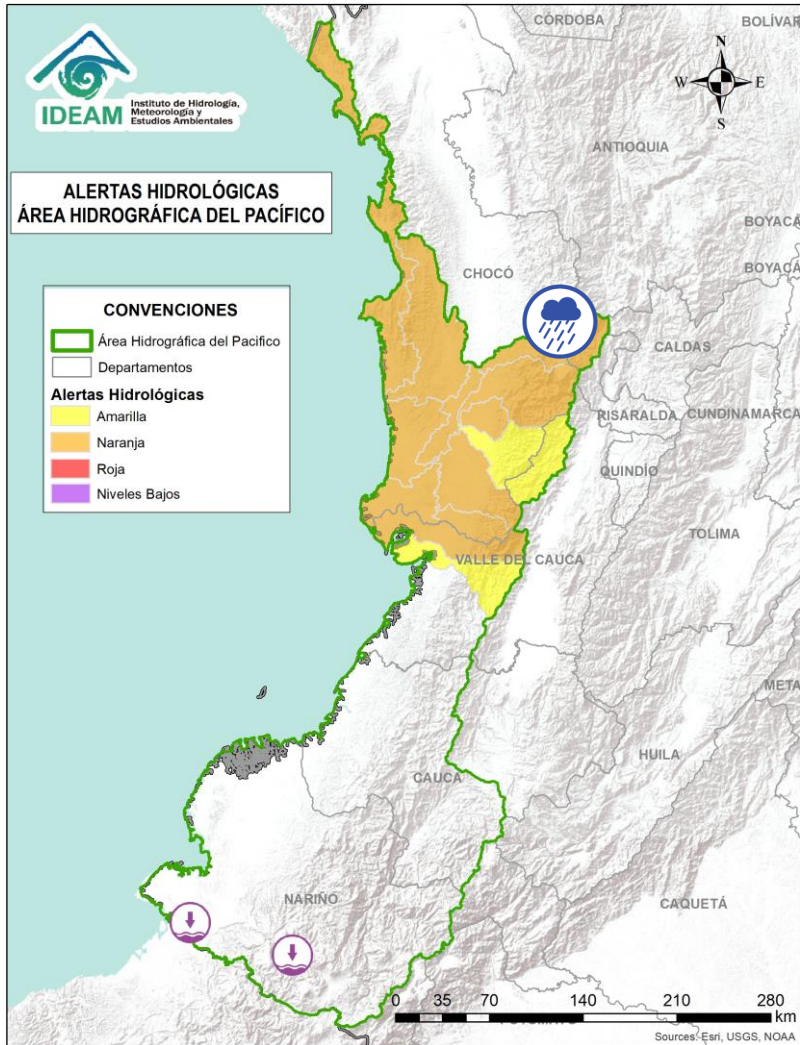 IDEAM
Instituto de Hidrología,
Meteorología y
Estudios Ambientales
ALERTAS HIDROLÓGICAS
ÁREA HIDROGRÁFICA DEL PACÍFICO
CONVENCIONES
Área Hidrográfica del Pacifico
Departamentos
Alertas Hidrológicas
Amarilla
Naranja
Roja
Niveles Bajos
N
W E
S
CÓRDOBA
BOLÍVAR
ANTIOQUIA
BOYACÁ
BOYACÁ
CHOCÓ
CALDAS
RISARALDA
CUNDINAMARCA
QUINDÍO
TOLIMA
VALLE DEL CAUCA
META
HUILA
CAUCA
NARIÑO
CAQUETÁ
0 35 70 140 210 280
km
Sources: Esri, USGS, NOAA